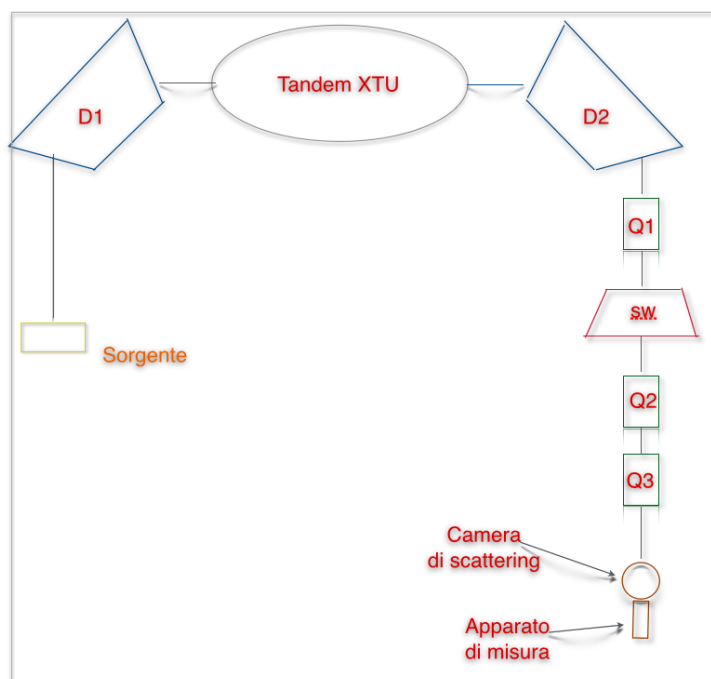 Tandem XTU
D1
D2
Q1
sw
Sorgente
Q2
Q3
Camera
di scattering
Apparato
di misura